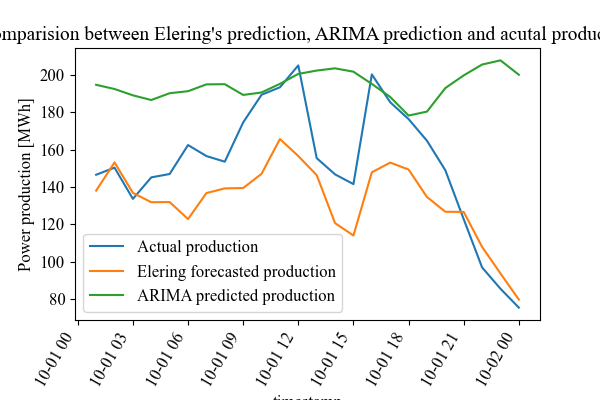 omparision between Elering's prediction, ARIMA prediction and acutal produc
Power production [MWh]
200
180
160
140
120
100
80
Actual production
Elering forecasted production
ARIMA predicted production
10-01 00
10-01 03
10-01 06
10-01 09
10-01 12
10-01 15
10-01 18
10-01 21
10-02 00
timestamp